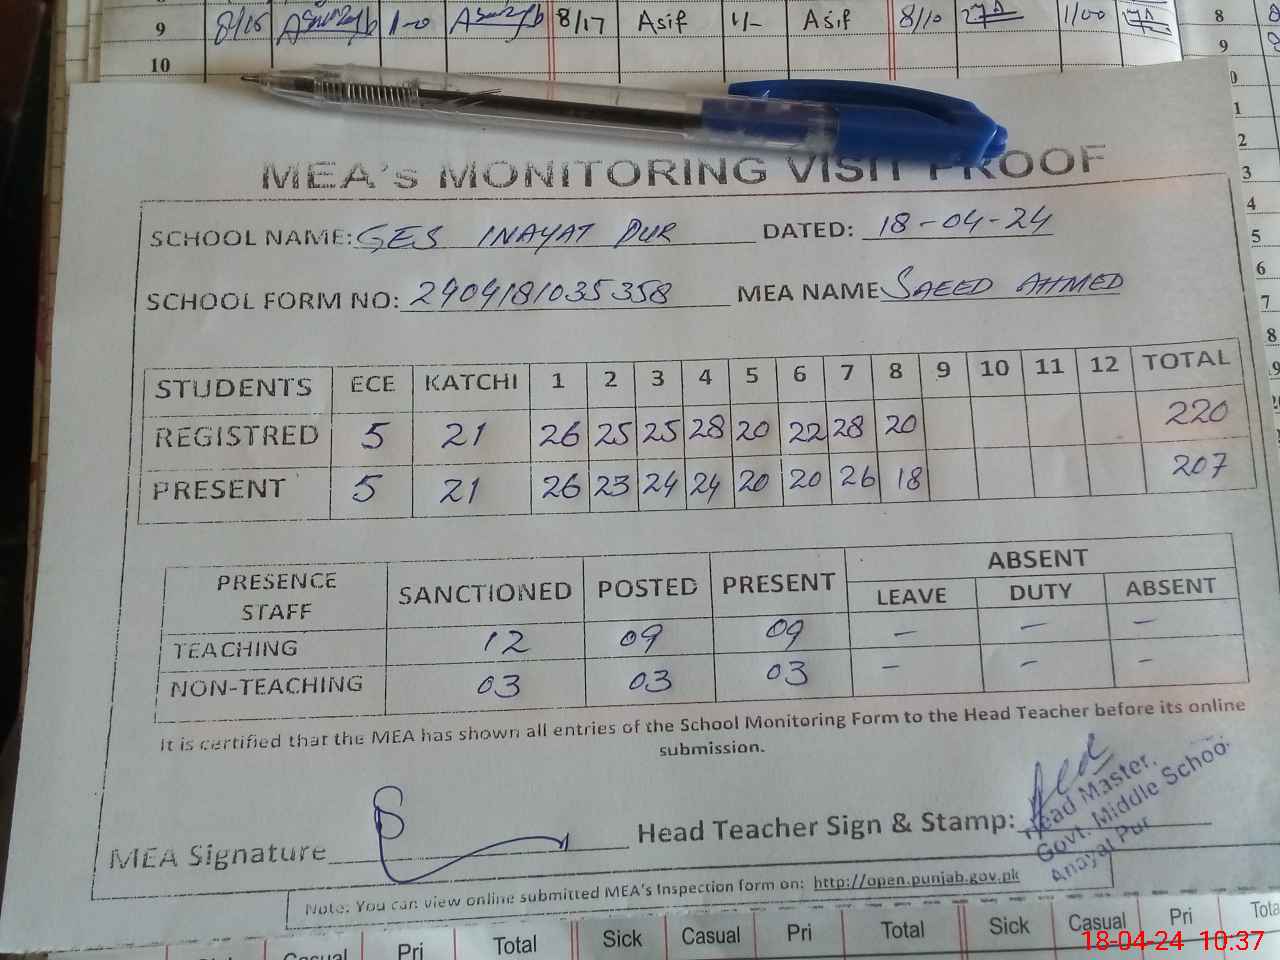 9 8/16 1-0 8/17 Asif 1/- Asif 8/10 1/00 8
10 9
MEA's MONITORING VISIT PROOF
SCHOOL NAME: GES INAYAT PUR DATED: 18-04-24
SCHOOL FORM NO: 2404181035358 MEA NAME SAEED AHMED
STUDENTS ECE KATCHI 1 2 3 4 5 6 7 8 9 10 11 12 TOTAL
REGISTRED 5 21 26 25 25 28 20 22 28 20 220
PRESENT 5 21 26 23 24 24 20 20 26 18 207
PRESENCE STAFF SANCTIONED POSTED PRESENT ABSENT
LEAVE DUTY ABSENT
TEACHING 12 09 09 – – –
NON-TEACHING 03 03 03 – – –
It is certified that the MEA has shown all entries of the School Monitoring Form to the Head Teacher before its online
submission.
MEA Signature Head Teacher Sign & Stamp:
Head Master,
Govt. Middle School
Anayat Pur
Note: You can view online submitted MEA's Inspection form on: http://open.punjab.gov.pk
Casual Pri Total Sick Casual Pri Total Sick Casual Pri Total
18-04-24 10:37